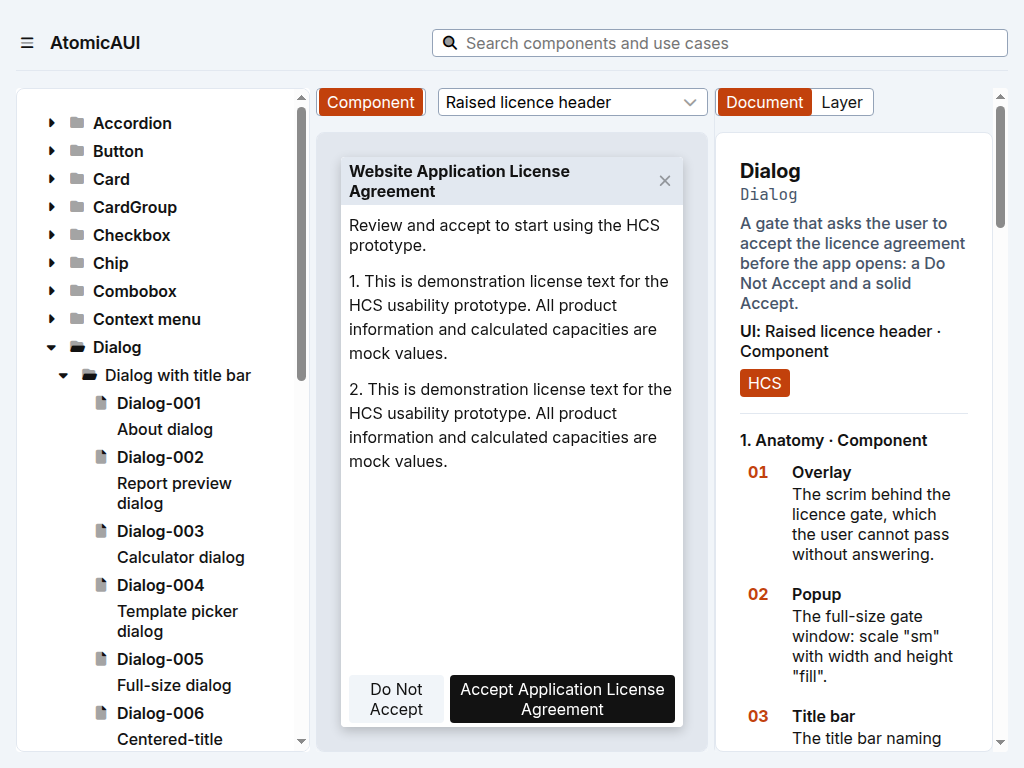 AtomicAUI
Search components and use cases
Accordion
Button
Card
CardGroup
Checkbox
Chip
Combobox
Context menu
Dialog
Dialog with title bar
Dialog-001
About dialog
Dialog-002
Report preview
dialog
Dialog-003
Calculator dialog
Dialog-004
Template picker
dialog
Dialog-005
Full-size dialog
Dialog-006
Centered-title
Component
Raised licence header
Website Application License
Agreement
Review and accept to start using the HCS
prototype.
1. This is demonstration license text for the
HCS usability prototype. All product
information and calculated capacities are
mock values.
2. This is demonstration license text for the
HCS usability prototype. All product
information and calculated capacities are
mock values.
Do Not
Accept
Accept Application License
Agreement
Document
Layer
Dialog
Dialog
A gate that asks the user to
accept the licence agreement
before the app opens: a Do
Not Accept and a solid
Accept.
UI: Raised licence header ·
Component
HCS
1. Anatomy · Component
01
Overlay
The scrim behind the
licence gate, which
the user cannot pass
without answering.
02
Popup
The full-size gate
window: scale "sm"
with width and height
"fill".
03
Title bar
The title bar naming